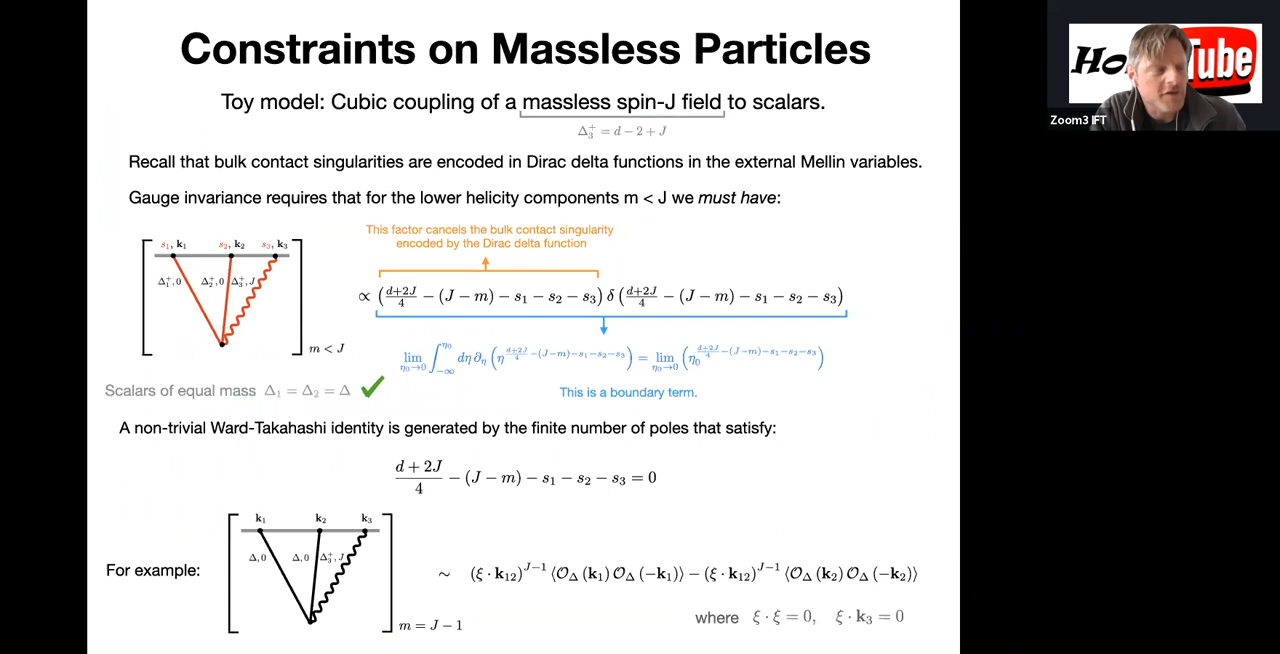 Constraints on Massless Particles
Toy model: Cubic coupling of a massless spin-J field to scalars.
Δ₃⁺ = d − 2 + J
Recall that bulk contact singularities are encoded in Dirac delta functions in the external Mellin variables.
Gauge invariance requires that for the lower helicity components m < J we must have:
This factor cancels the bulk contact singularity
encoded by the Dirac delta function
s₁, k₁ s₂, k₂ s₃, k₃
Δ₁⁺, 0 Δ₂⁺, 0 Δ₃⁺, J
m < J
∝ ((d+2J)/4 − (J − m) − s₁ − s₂ − s₃) δ ((d+2J)/4 − (J − m) − s₁ − s₂ − s₃)
lim_{η₀→0} ∫_{−∞}^{η₀} dη ∂_η (η^{(d+2J)/4 −(J−m)−s₁−s₂−s₃}) = lim_{η₀→0} (η₀^{(d+2J)/4 −(J−m)−s₁−s₂−s₃})
This is a boundary term.
Scalars of equal mass Δ₁ = Δ₂ = Δ
A non-trivial Ward-Takahashi identity is generated by the finite number of poles that satisfy:
(d + 2J)/4 − (J − m) − s₁ − s₂ − s₃ = 0
For example:
k₁ k₂ k₃
Δ, 0 Δ, 0 Δ₃⁺, J
m = J − 1
∼ (ξ · k₁₂)^{J−1} ⟨O_Δ (k₁) O_Δ (−k₁)⟩ − (ξ · k₁₂)^{J−1} ⟨O_Δ (k₂) O_Δ (−k₂)⟩
where ξ · ξ = 0, ξ · k₃ = 0
Ho
Tube
Zoom3 IFT